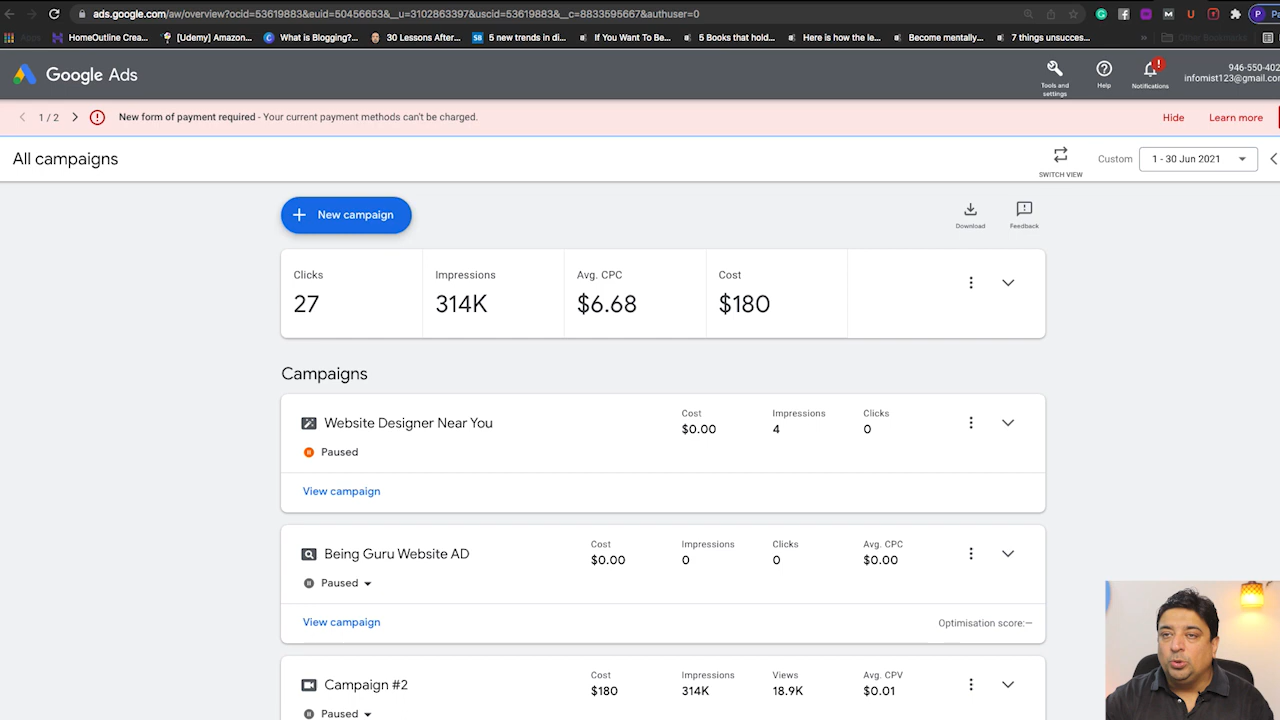 ads.google.com/aw/overview?ocid=53619883&euid=50456653&__u=3102863397&uscid=53619883&__c=8833595667&authuser=0
Apps HomeOutline Crea... [Udemy] Amazon... What is Blogging?... 30 Lessons After... 5 new trends in di... If You Want To Be... 5 Books that hold... Here is how the le... Become mentally... 7 things unsucces... » Other Bookmarks
Google Ads
Tools and settings
Help
Notifications
946-550-402
infomist123@gmail.co
1 / 2
New form of payment required - Your current payment methods can't be charged.
Hide
Learn more
All campaigns
SWITCH VIEW
Custom
1 - 30 Jun 2021
New campaign
Download
Feedback
Clicks Impressions Avg. CPC Cost
27 314K $6.68 $180
Campaigns
Website Designer Near You
Cost Impressions Clicks
$0.00 4 0
Paused
View campaign
Being Guru Website AD
Cost Impressions Clicks Avg. CPC
$0.00 0 0 $0.00
Paused
View campaign
Optimisation score:—
Campaign #2
Cost Impressions Views Avg. CPV
$180 314K 18.9K $0.01
Paused